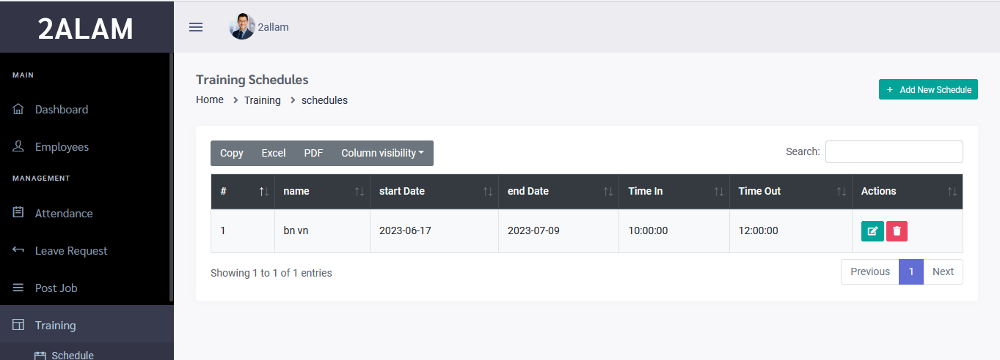 2ALAM
2allam
MAIN
Dashboard
Employees
MANAGEMENT
Attendance
Leave Request
Post Job
Training
Schedule
Training Schedules
Home > Training > schedules
+ Add New Schedule
Copy Excel PDF Column visibility
Search:
# name start Date end Date Time In Time Out Actions
1 bn vn 2023-06-17 2023-07-09 10:00:00 12:00:00
Showing 1 to 1 of 1 entries
Previous 1 Next